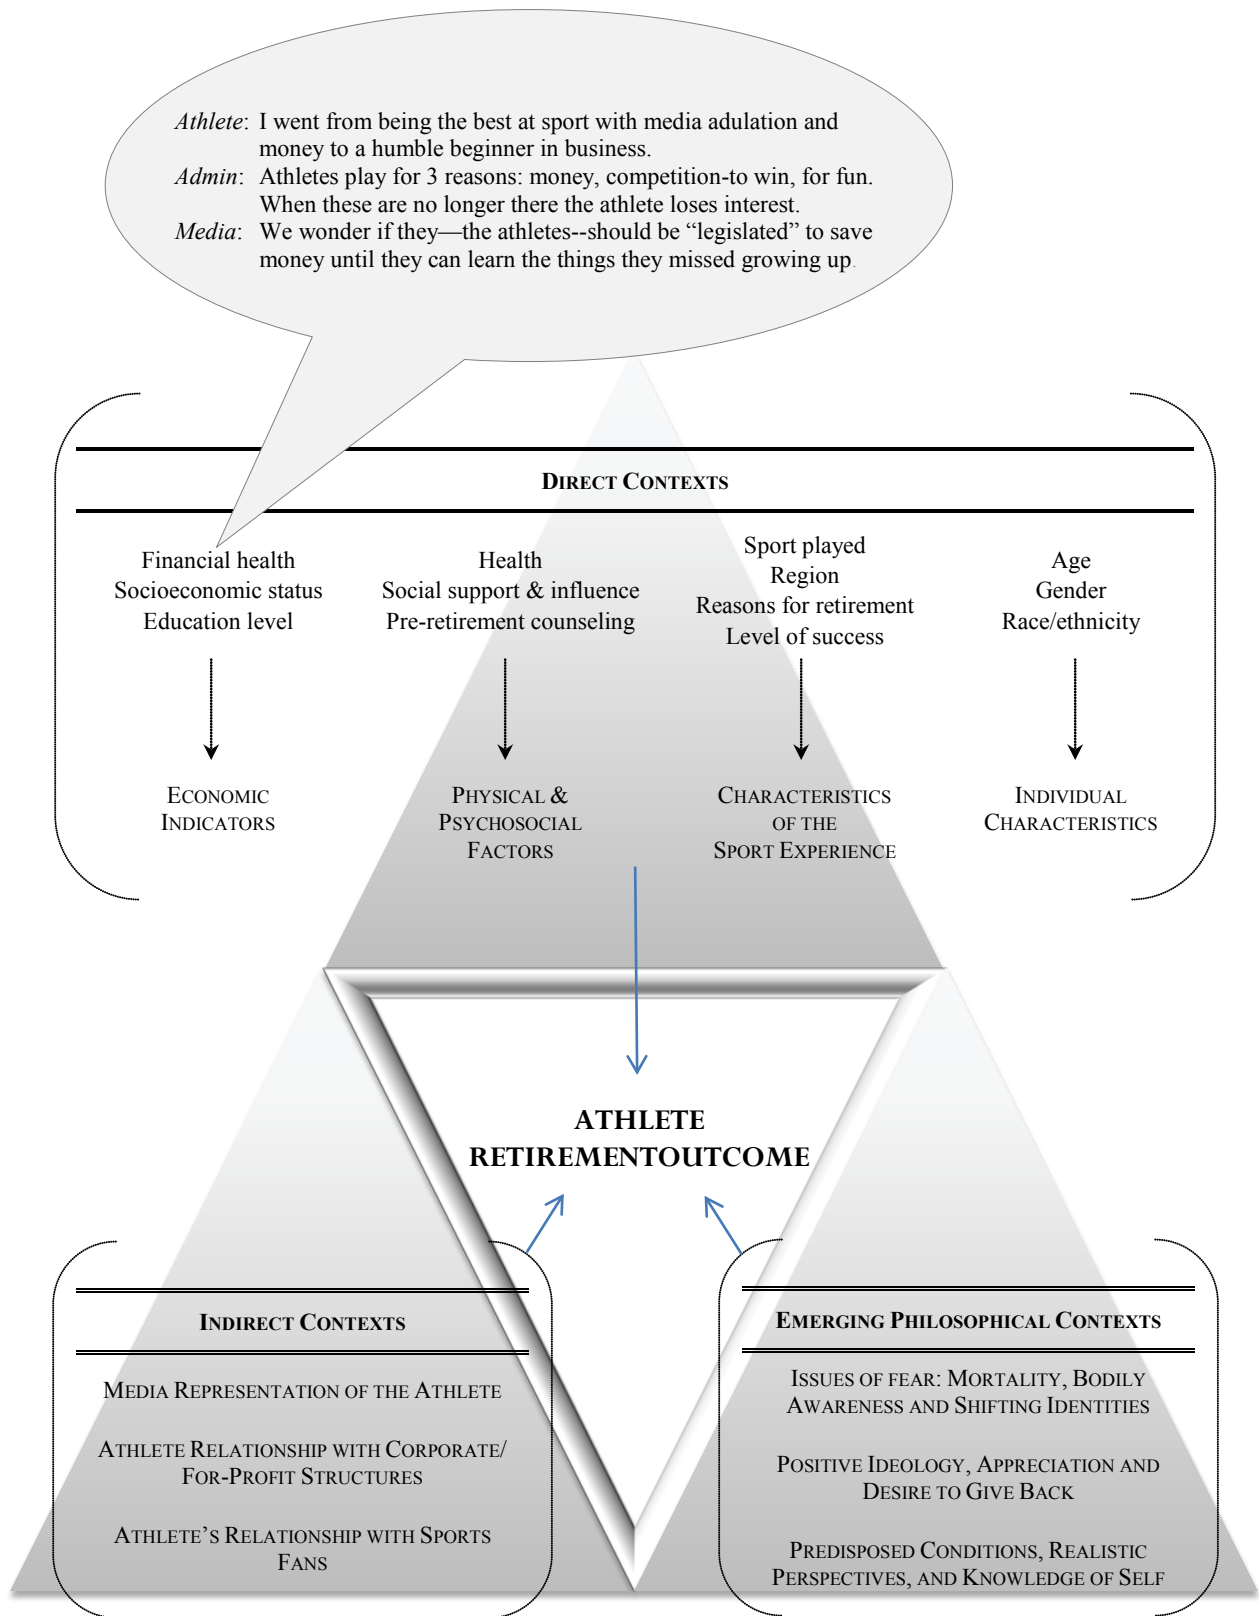 Athlete: I went from being the best at sport with media adulation and
money to a humble beginner in business.
Admin: Athletes play for 3 reasons: money, competition-to win, for fun.
When these are no longer there the athlete loses interest.
Media: We wonder if they—the athletes--should be “legislated” to save
money until they can learn the things they missed growing up.
DIRECT CONTEXTS
Financial health
Socioeconomic status
Education level
Health
Social support & influence
Pre-retirement counseling
Sport played
Region
Reasons for retirement
Level of success
Age
Gender
Race/ethnicity
ECONOMIC
INDICATORS
PHYSICAL &
PSYCHOSOCIAL
FACTORS
CHARACTERISTICS
OF THE
SPORT EXPERIENCE
INDIVIDUAL
CHARACTERISTICS
ATHLETE
RETIREMENTOUTCOME
INDIRECT CONTEXTS
MEDIA REPRESENTATION OF THE ATHLETE
ATHLETE RELATIONSHIP WITH CORPORATE/
FOR-PROFIT STRUCTURES
ATHLETE’S RELATIONSHIP WITH SPORTS
FANS
EMERGING PHILOSOPHICAL CONTEXTS
ISSUES OF FEAR: MORTALITY, BODILY
AWARENESS AND SHIFTING IDENTITIES
POSITIVE IDEOLOGY, APPRECIATION AND
DESIRE TO GIVE BACK
PREDISPOSED CONDITIONS, REALISTIC
PERSPECTIVES, AND KNOWLEDGE OF SELF